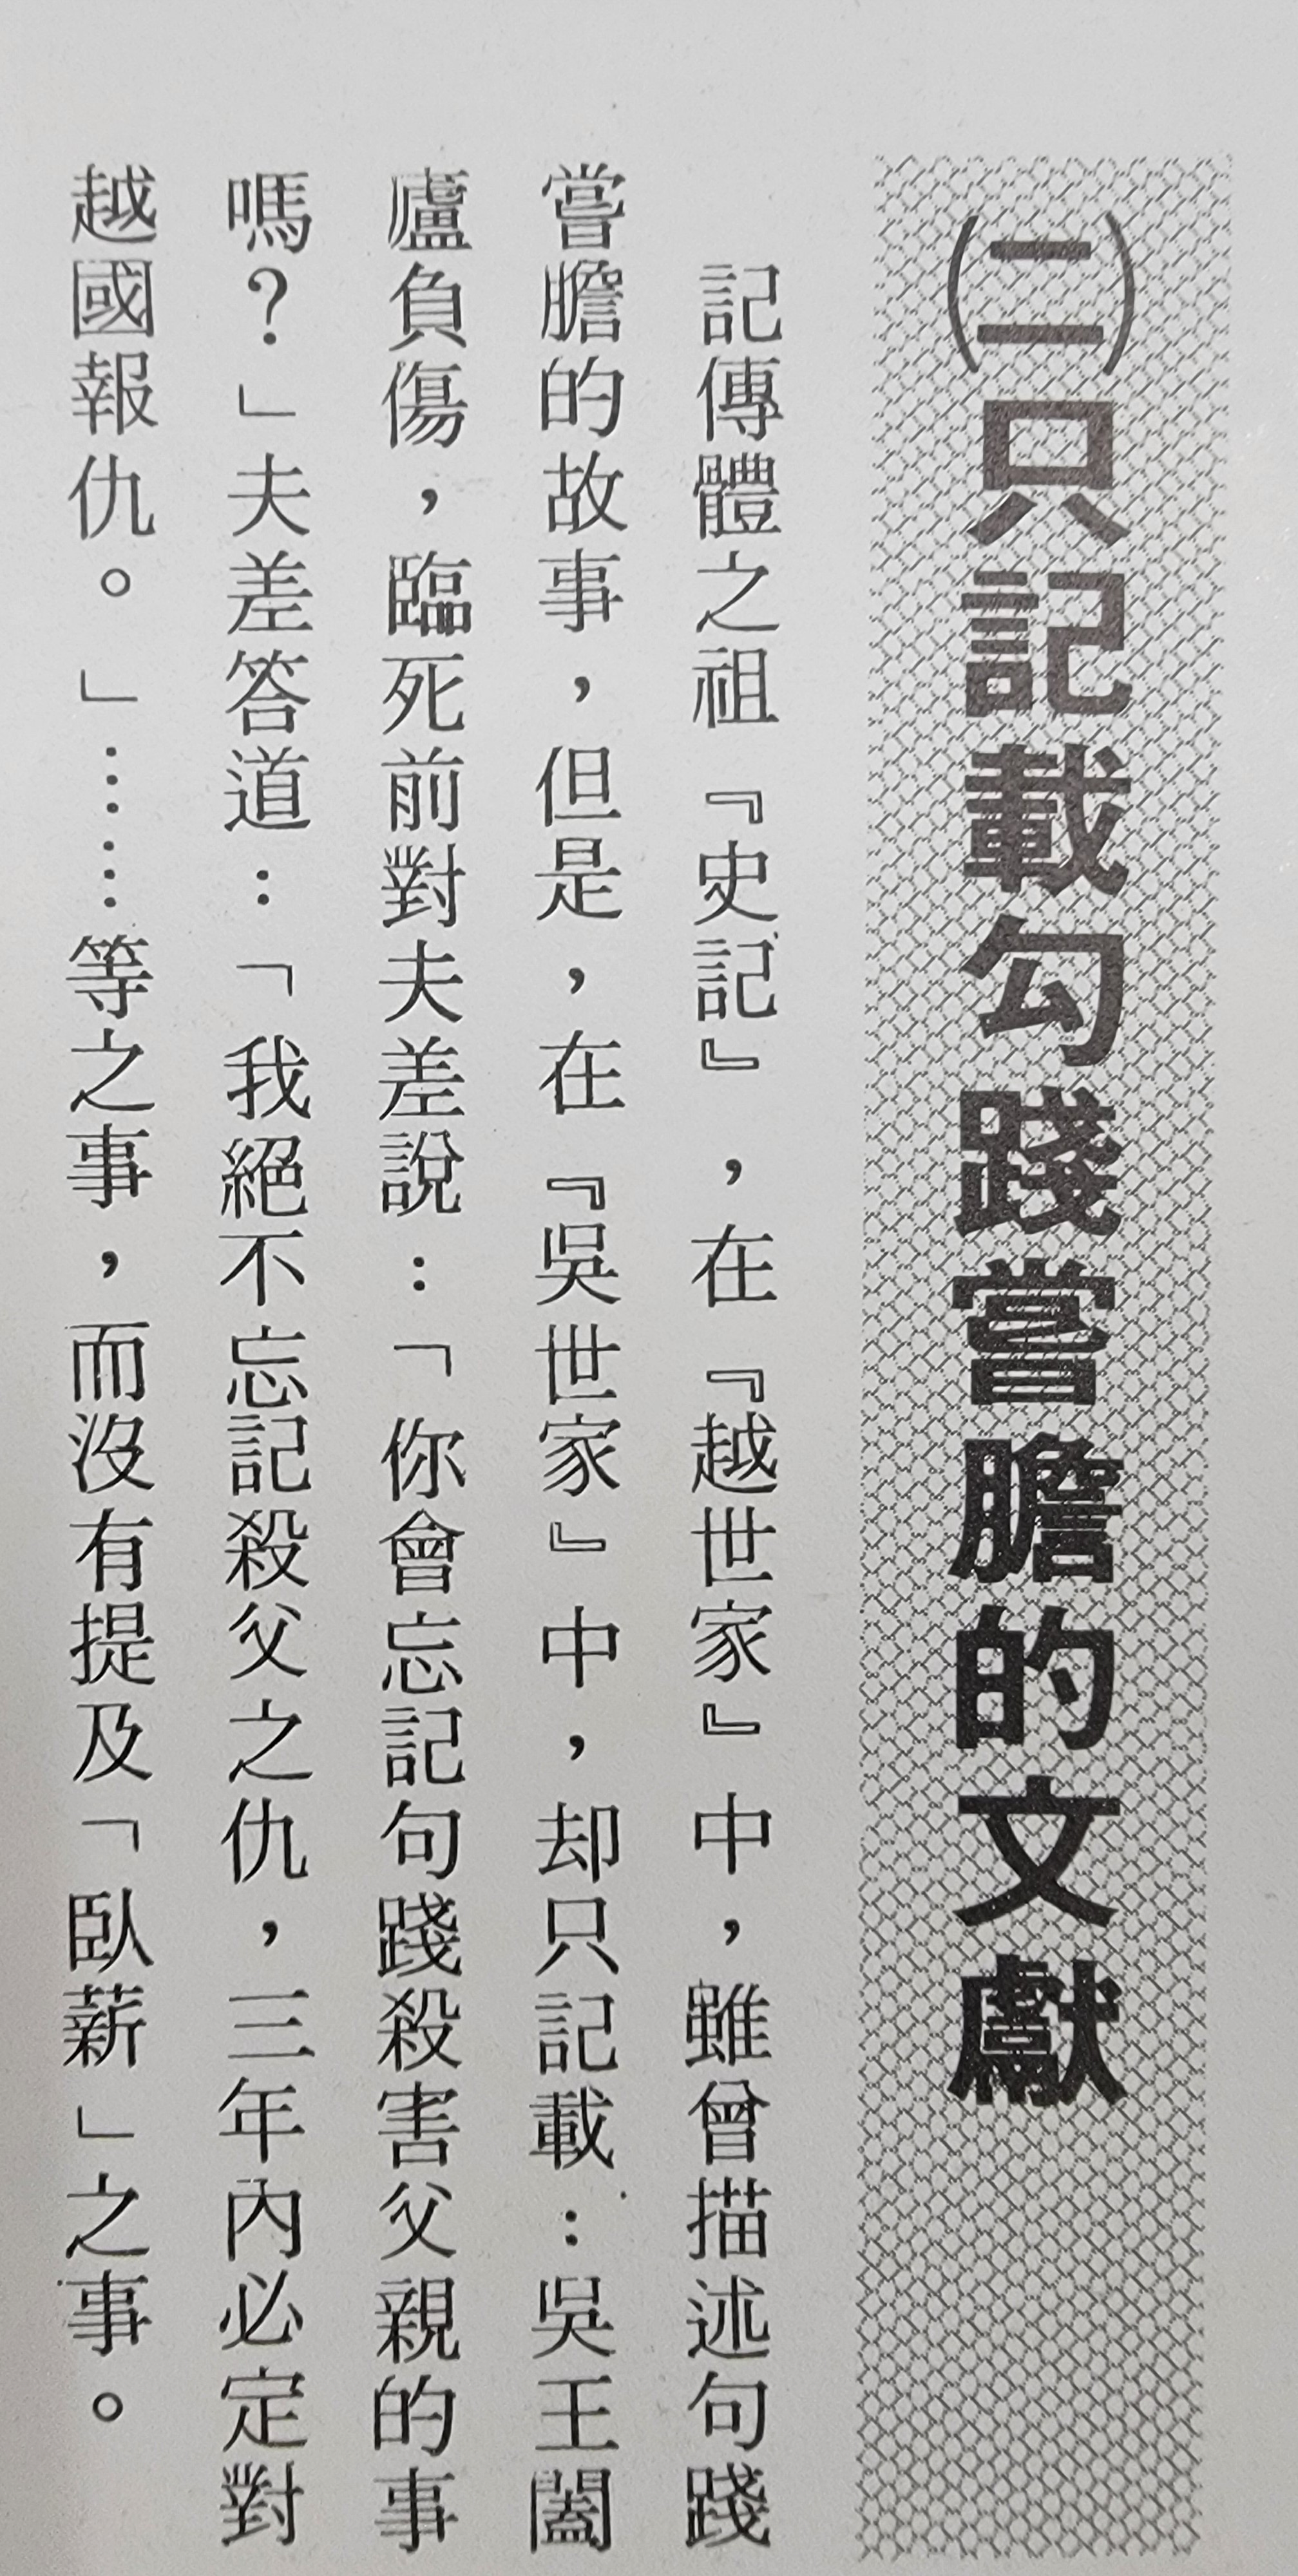 (二)只記載勾踐嘗膽的文獻
記傳體之祖『史記』，在『越世家』中，雖曾描述句踐
嘗膽的故事，但是，在『吳世家』中，却只記載：吳王闔
廬負傷，臨死前對夫差說：「你會忘記句踐殺害父親的事
嗎？」夫差答道：「我絕不忘記殺父之仇，三年內必定對
越國報仇。」……等之事，而沒有提及「臥薪」之事。